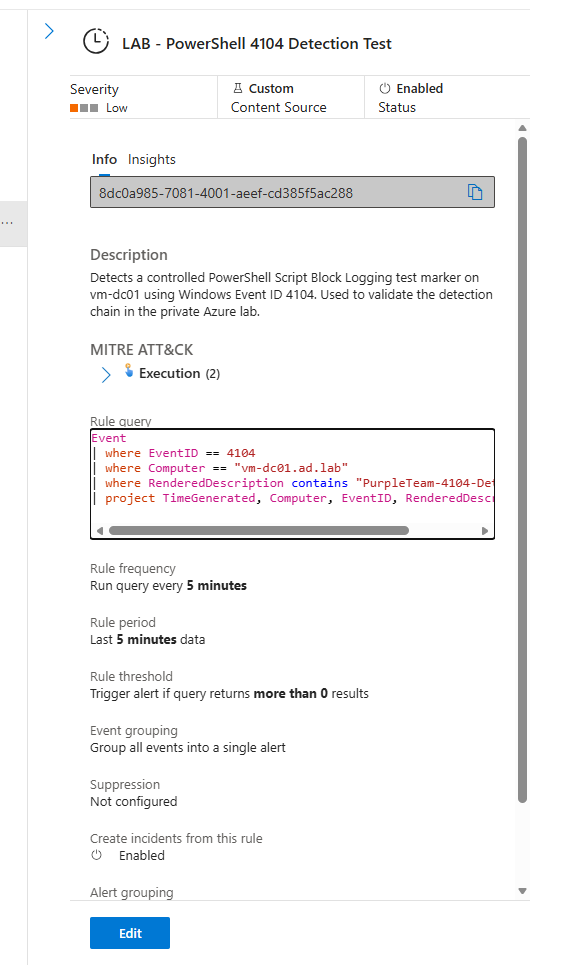 LAB - PowerShell 4104 Detection Test
Severity
Low
Custom
Content Source
Enabled
Status
Info Insights
8dc0a985-7081-4001-aeef-cd385f5ac288
Description
Detects a controlled PowerShell Script Block Logging test marker on
vm-dc01 using Windows Event ID 4104. Used to validate the detection
chain in the private Azure lab.
MITRE ATT&CK
Execution (2)
Rule query
Event
| where EventID == 4104
| where Computer == "vm-dc01.ad.lab"
| where RenderedDescription contains "PurpleTeam-4104-Det
| project TimeGenerated, Computer, EventID, RenderedDescr
Rule frequency
Run query every 5 minutes
Rule period
Last 5 minutes data
Rule threshold
Trigger alert if query returns more than 0 results
Event grouping
Group all events into a single alert
Suppression
Not configured
Create incidents from this rule
Enabled
Alert grouping
Edit